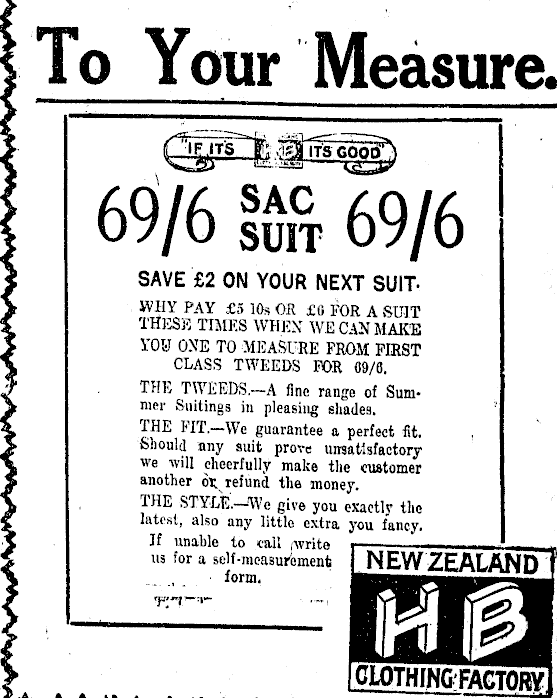 To Your Measure.
"IF ITS HB ITS GOOD"
69/6 SAC SUIT 69/6
SAVE £2 ON YOUR NEXT SUIT.
WHY PAY £5 10s OR £6 FOR A SUIT
THESE TIMES WHEN WE CAN MAKE
YOU ONE TO MEASURE FROM FIRST
CLASS TWEEDS FOR 69/6.
THE TWEEDS.—A fine range of Sum-
mer Suitings in pleasing shades.
THE FIT.—We guarantee a perfect fit.
Should any suit prove unsatisfactory
we will cheerfully make the customer
another or refund the money.
THE STYLE.—We give you exactly the
latest, also any little extra you fancy.
If unable to call write
us for a self-measurement
form.
NEW ZEALAND
HB
CLOTHING FACTORY